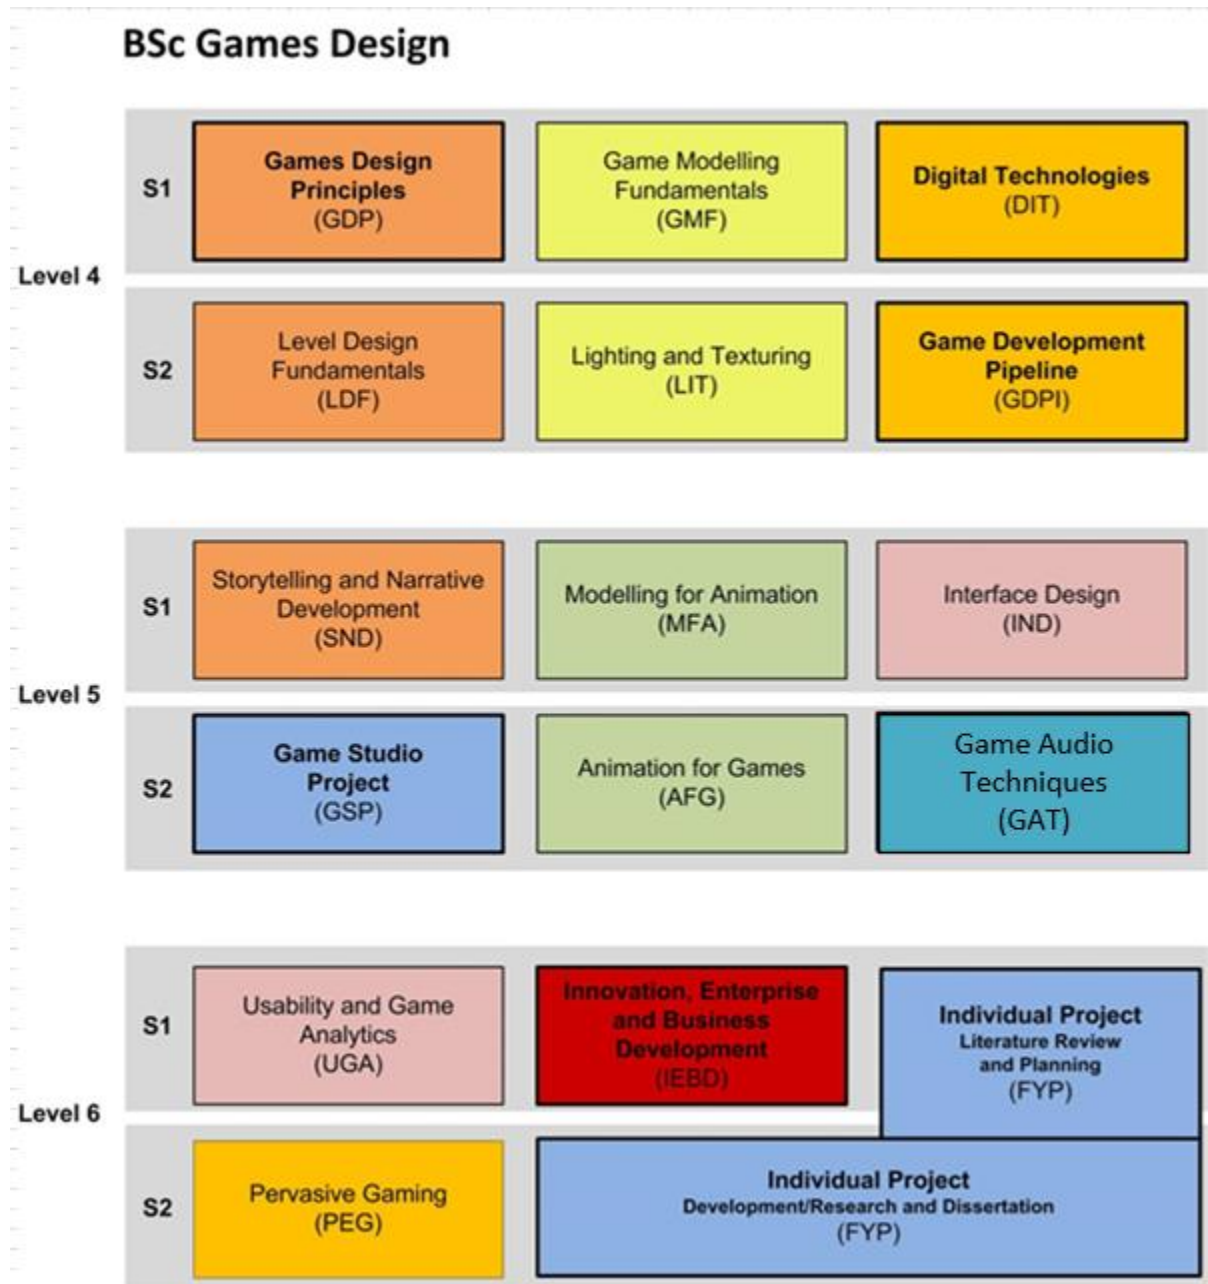 BSc Games Design
S1
Games Design
Principles
(GDP)
Game Modelling
Fundamentals
(GMF)
Digital Technologies
(DIT)
Level 4
S2
Level Design
Fundamentals
(LDF)
Lighting and Texturing
(LIT)
Game Development
Pipeline
(GDPI)
S1
Storytelling and Narrative
Development
(SND)
Modelling for Animation
(MFA)
Interface Design
(IND)
Level 5
S2
Game Studio
Project
(GSP)
Animation for Games
(AFG)
Game Audio
Techniques
(GAT)
S1
Usability and Game
Analytics
(UGA)
Innovation, Enterprise
and Business
Development
(IEBD)
Individual Project
Literature Review
and Planning
(FYP)
Level 6
S2
Pervasive Gaming
(PEG)
Individual Project
Development/Research and Dissertation
(FYP)